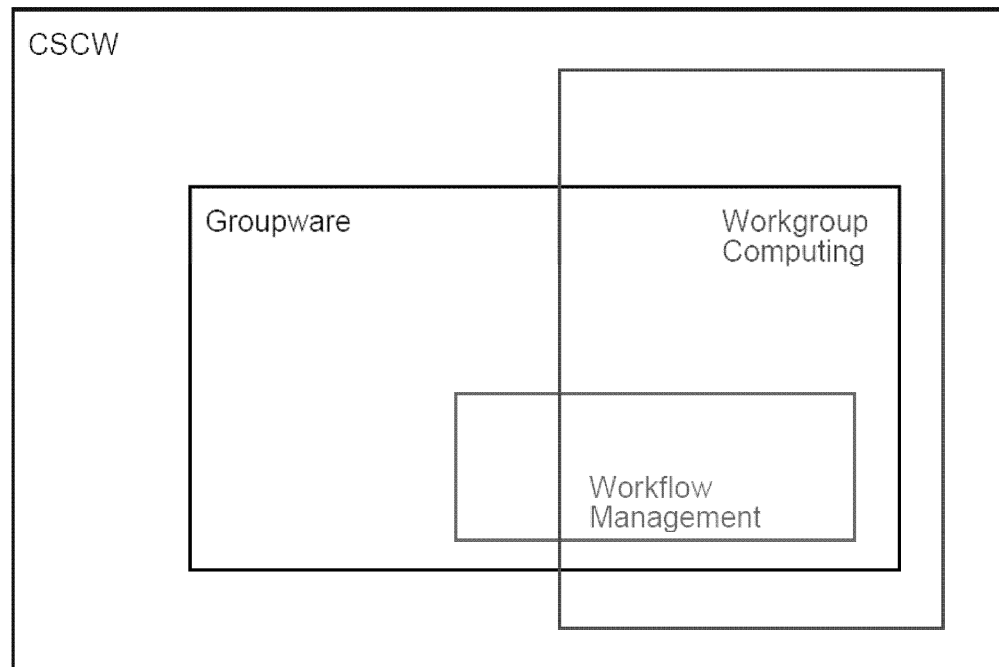 CSCW
Groupware
Workgroup
Computing
Workflow
Management